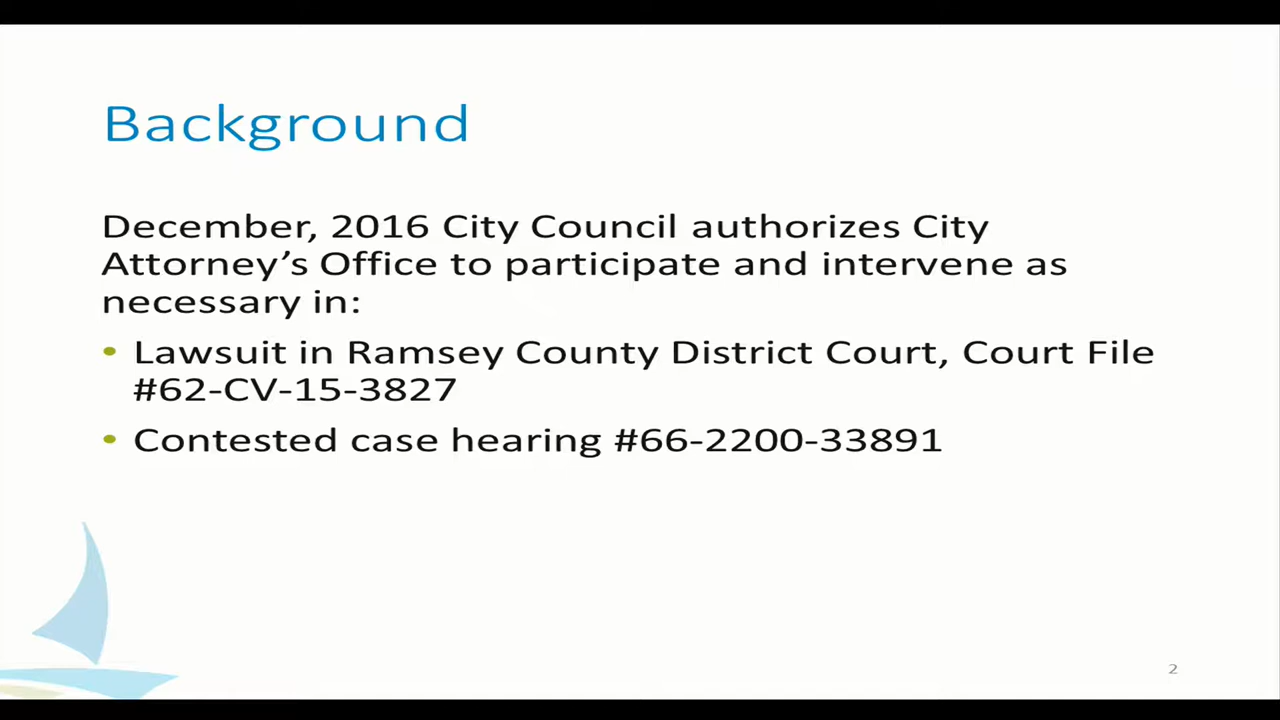 Background
December, 2016 City Council authorizes City
Attorney’s Office to participate and intervene as
necessary in:
• Lawsuit in Ramsey County District Court, Court File
#62-CV-15-3827
• Contested case hearing #66-2200-33891
2